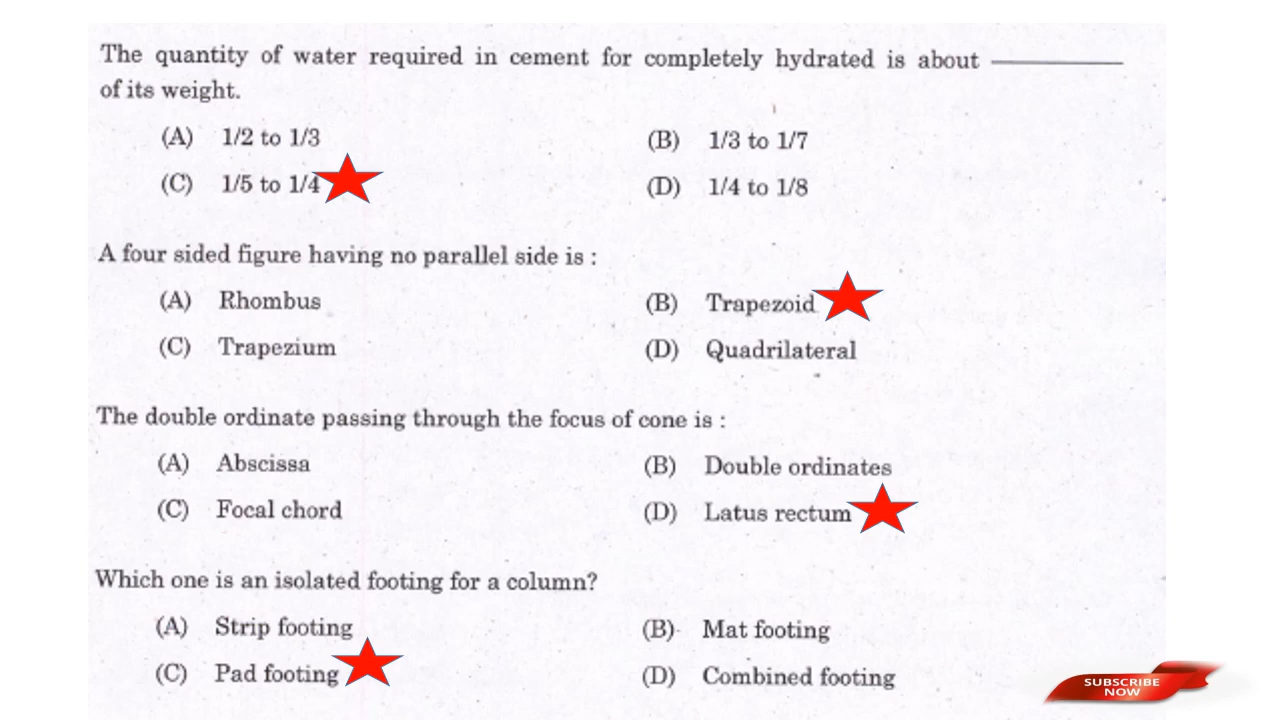 The quantity of water required in cement for completely hydrated is about ————
of its weight.
(A) 1/2 to 1/3 (B) 1/3 to 1/7
(C) 1/5 to 1/4 (D) 1/4 to 1/8
A four sided figure having no parallel side is :
(A) Rhombus (B) Trapezoid
(C) Trapezium (D) Quadrilateral
The double ordinate passing through the focus of cone is :
(A) Abscissa (B) Double ordinates
(C) Focal chord (D) Latus rectum
Which one is an isolated footing for a column?
(A) Strip footing (B) Mat footing
(C) Pad footing (D) Combined footing
SUBSCRIBE
NOW